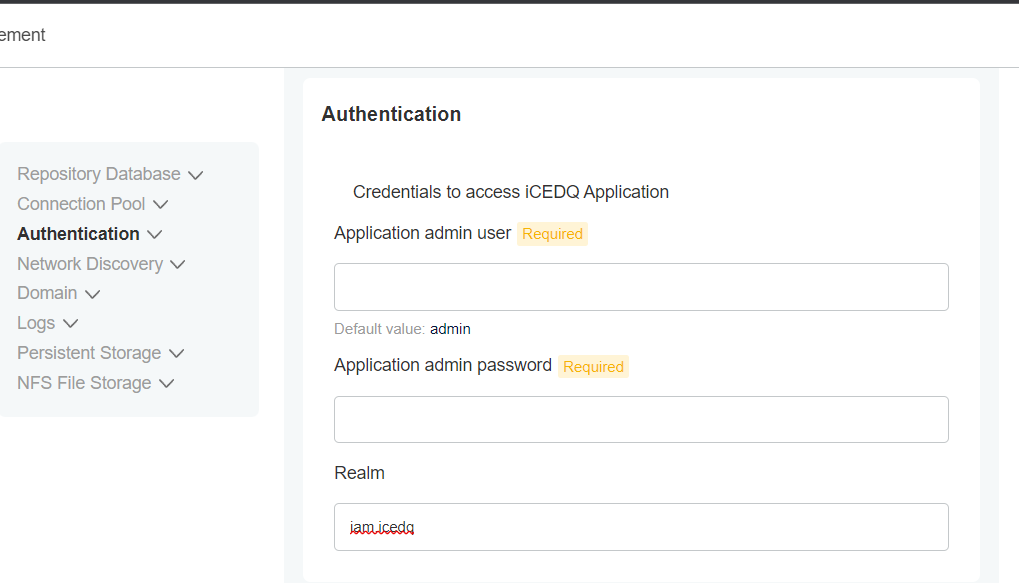 ement
Repository Database
Connection Pool
Authentication
Network Discovery
Domain
Logs
Persistent Storage
NFS File Storage
Authentication
Credentials to access iCEDQ Application
Application admin user Required
Default value: admin
Application admin password Required
Realm
iam.icedq